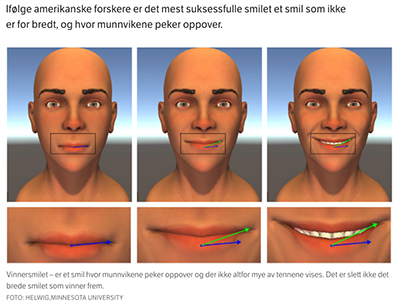 Ifølge amerikanske forskere er det mest suksessfulle smilet et smil som ikke
er for bredt, og hvor munnvikene peker oppover.
Vinnersmilet – er et smil hvor munnvikene peker oppover og der ikke altfor mye av tennene vises. Det er slett ikke det
brede smilet som vinner frem.
FOTO: HELWIG,MINNESOTA UNIVERSITY